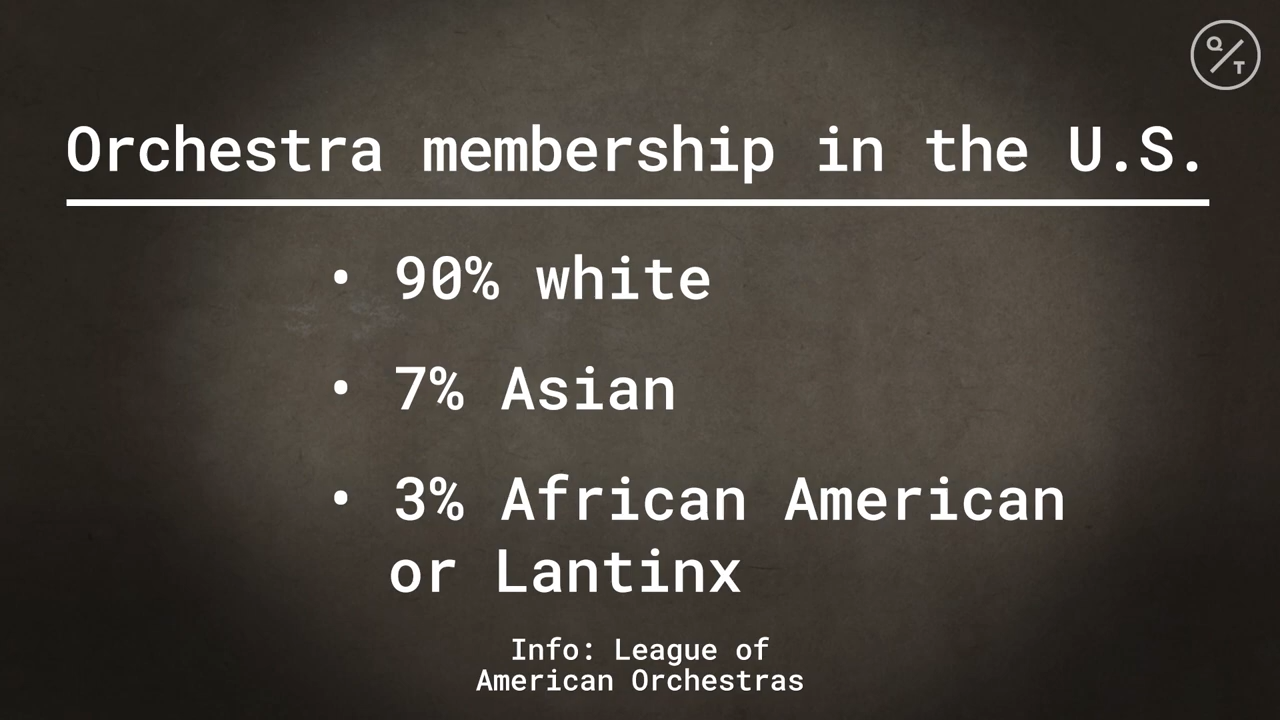 Q/T
Orchestra membership in the U.S.
• 90% white
• 7% Asian
• 3% African American
or Lantinx
Info: League of
American Orchestras